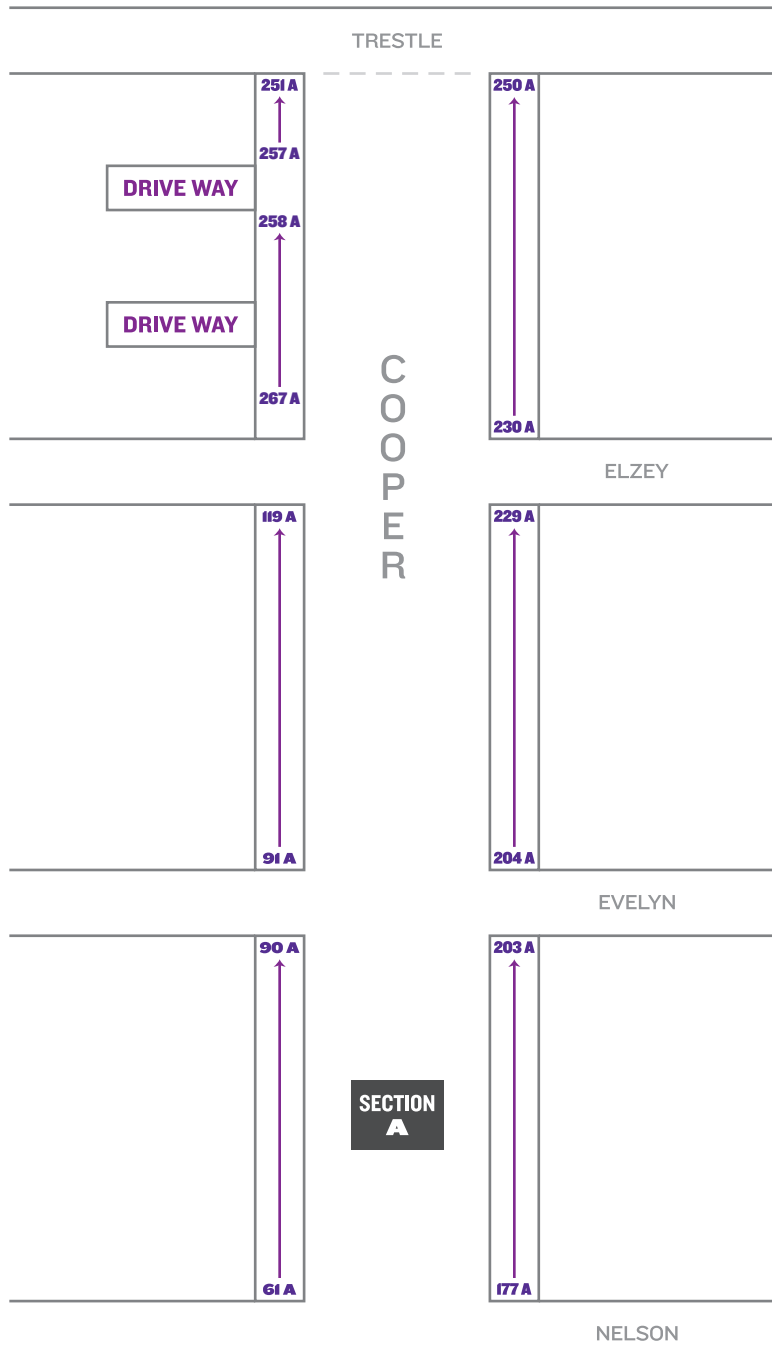 TRESTLE
251 A
250 A
257 A
DRIVE WAY
258 A
DRIVE WAY
267 A
230 A
COOPER
ELZEY
119 A
229 A
91 A
204 A
EVELYN
90 A
203 A
SECTION
A
61 A
177 A
NELSON